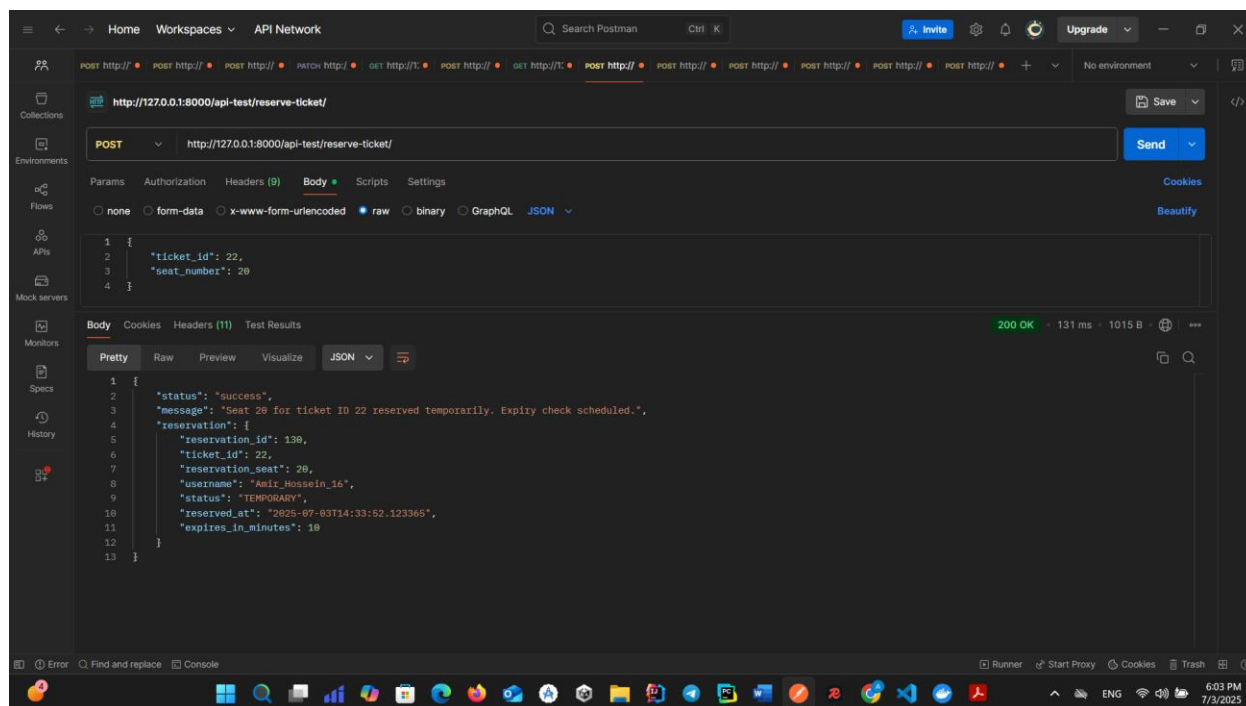 Home Workspaces API Network Search Postman Ctrl K Invite Upgrade
POST http:// POST http:// POST http:// PATCH http:/ GET http://1: POST http:// GET http://1: POST http:// POST http:// POST http:// POST http:// POST http:// POST http:// No environment
HTTP http://127.0.0.1:8000/api-test/reserve-ticket/ Save
POST http://127.0.0.1:8000/api-test/reserve-ticket/ Send
Params Authorization Headers (9) Body Scripts Settings Cookies
none form-data x-www-form-urlencoded raw binary GraphQL JSON Beautify
1 {
2 "ticket_id": 22,
3 "seat_number": 20
4 }
Body Cookies Headers (11) Test Results 200 OK 131 ms 1015 B
Pretty Raw Preview Visualize JSON
1 {
2 "status": "success",
3 "message": "Seat 20 for ticket ID 22 reserved temporarily. Expiry check scheduled.",
4 "reservation": {
5 "reservation_id": 130,
6 "ticket_id": 22,
7 "reservation_seat": 20,
8 "username": "Amir_Hossein_16",
9 "status": "TEMPORARY",
10 "reserved_at": "2025-07-03T14:33:52.123365",
11 "expires_in_minutes": 10
12 }
13 }
Collections
Environments
Flows
APIs
Mock servers
Monitors
Specs
History
Error Find and replace Console Runner Start Proxy Cookies Trash
4 ENG 6:03 PM
7/3/2025